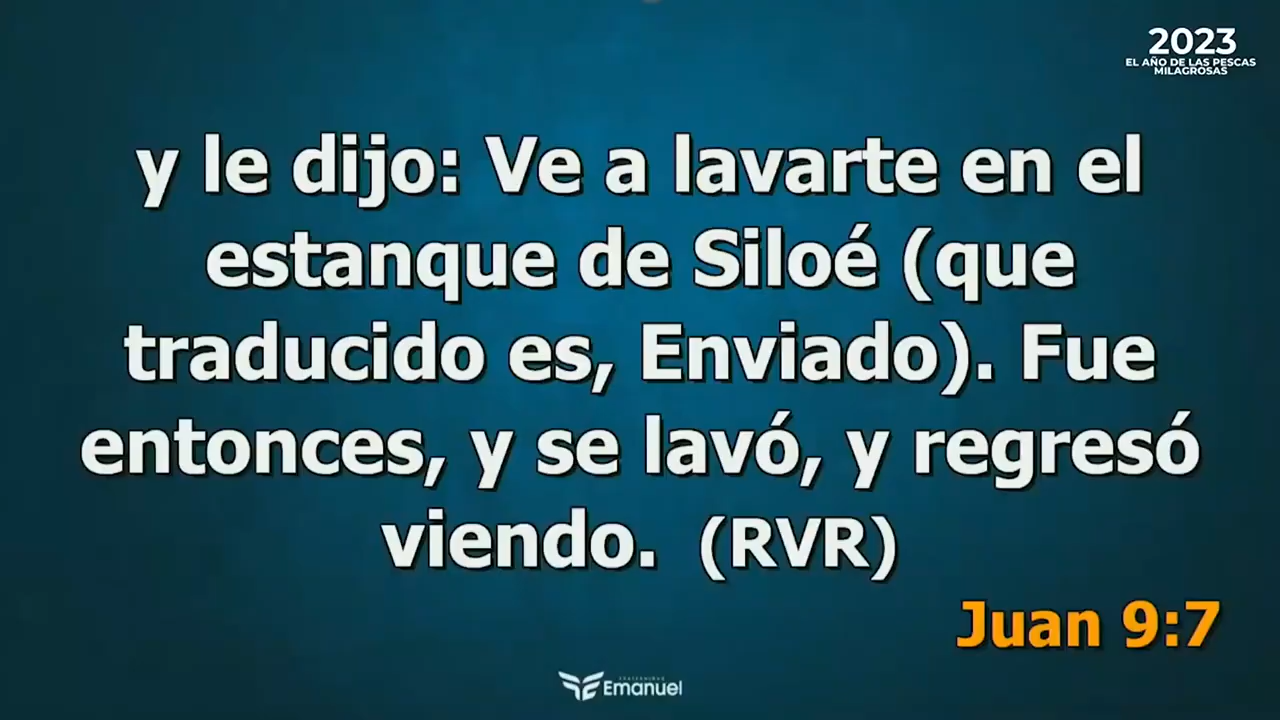 2023
EL AÑO DE LAS PESCAS
MILAGROSAS
y le dijo: Ve a lavarte en el
estanque de Siloé (que
traducido es, Enviado). Fue
entonces, y se lavó, y regresó
viendo. (RVR)
Juan 9:7
FRATERNIDAD
Emanuel